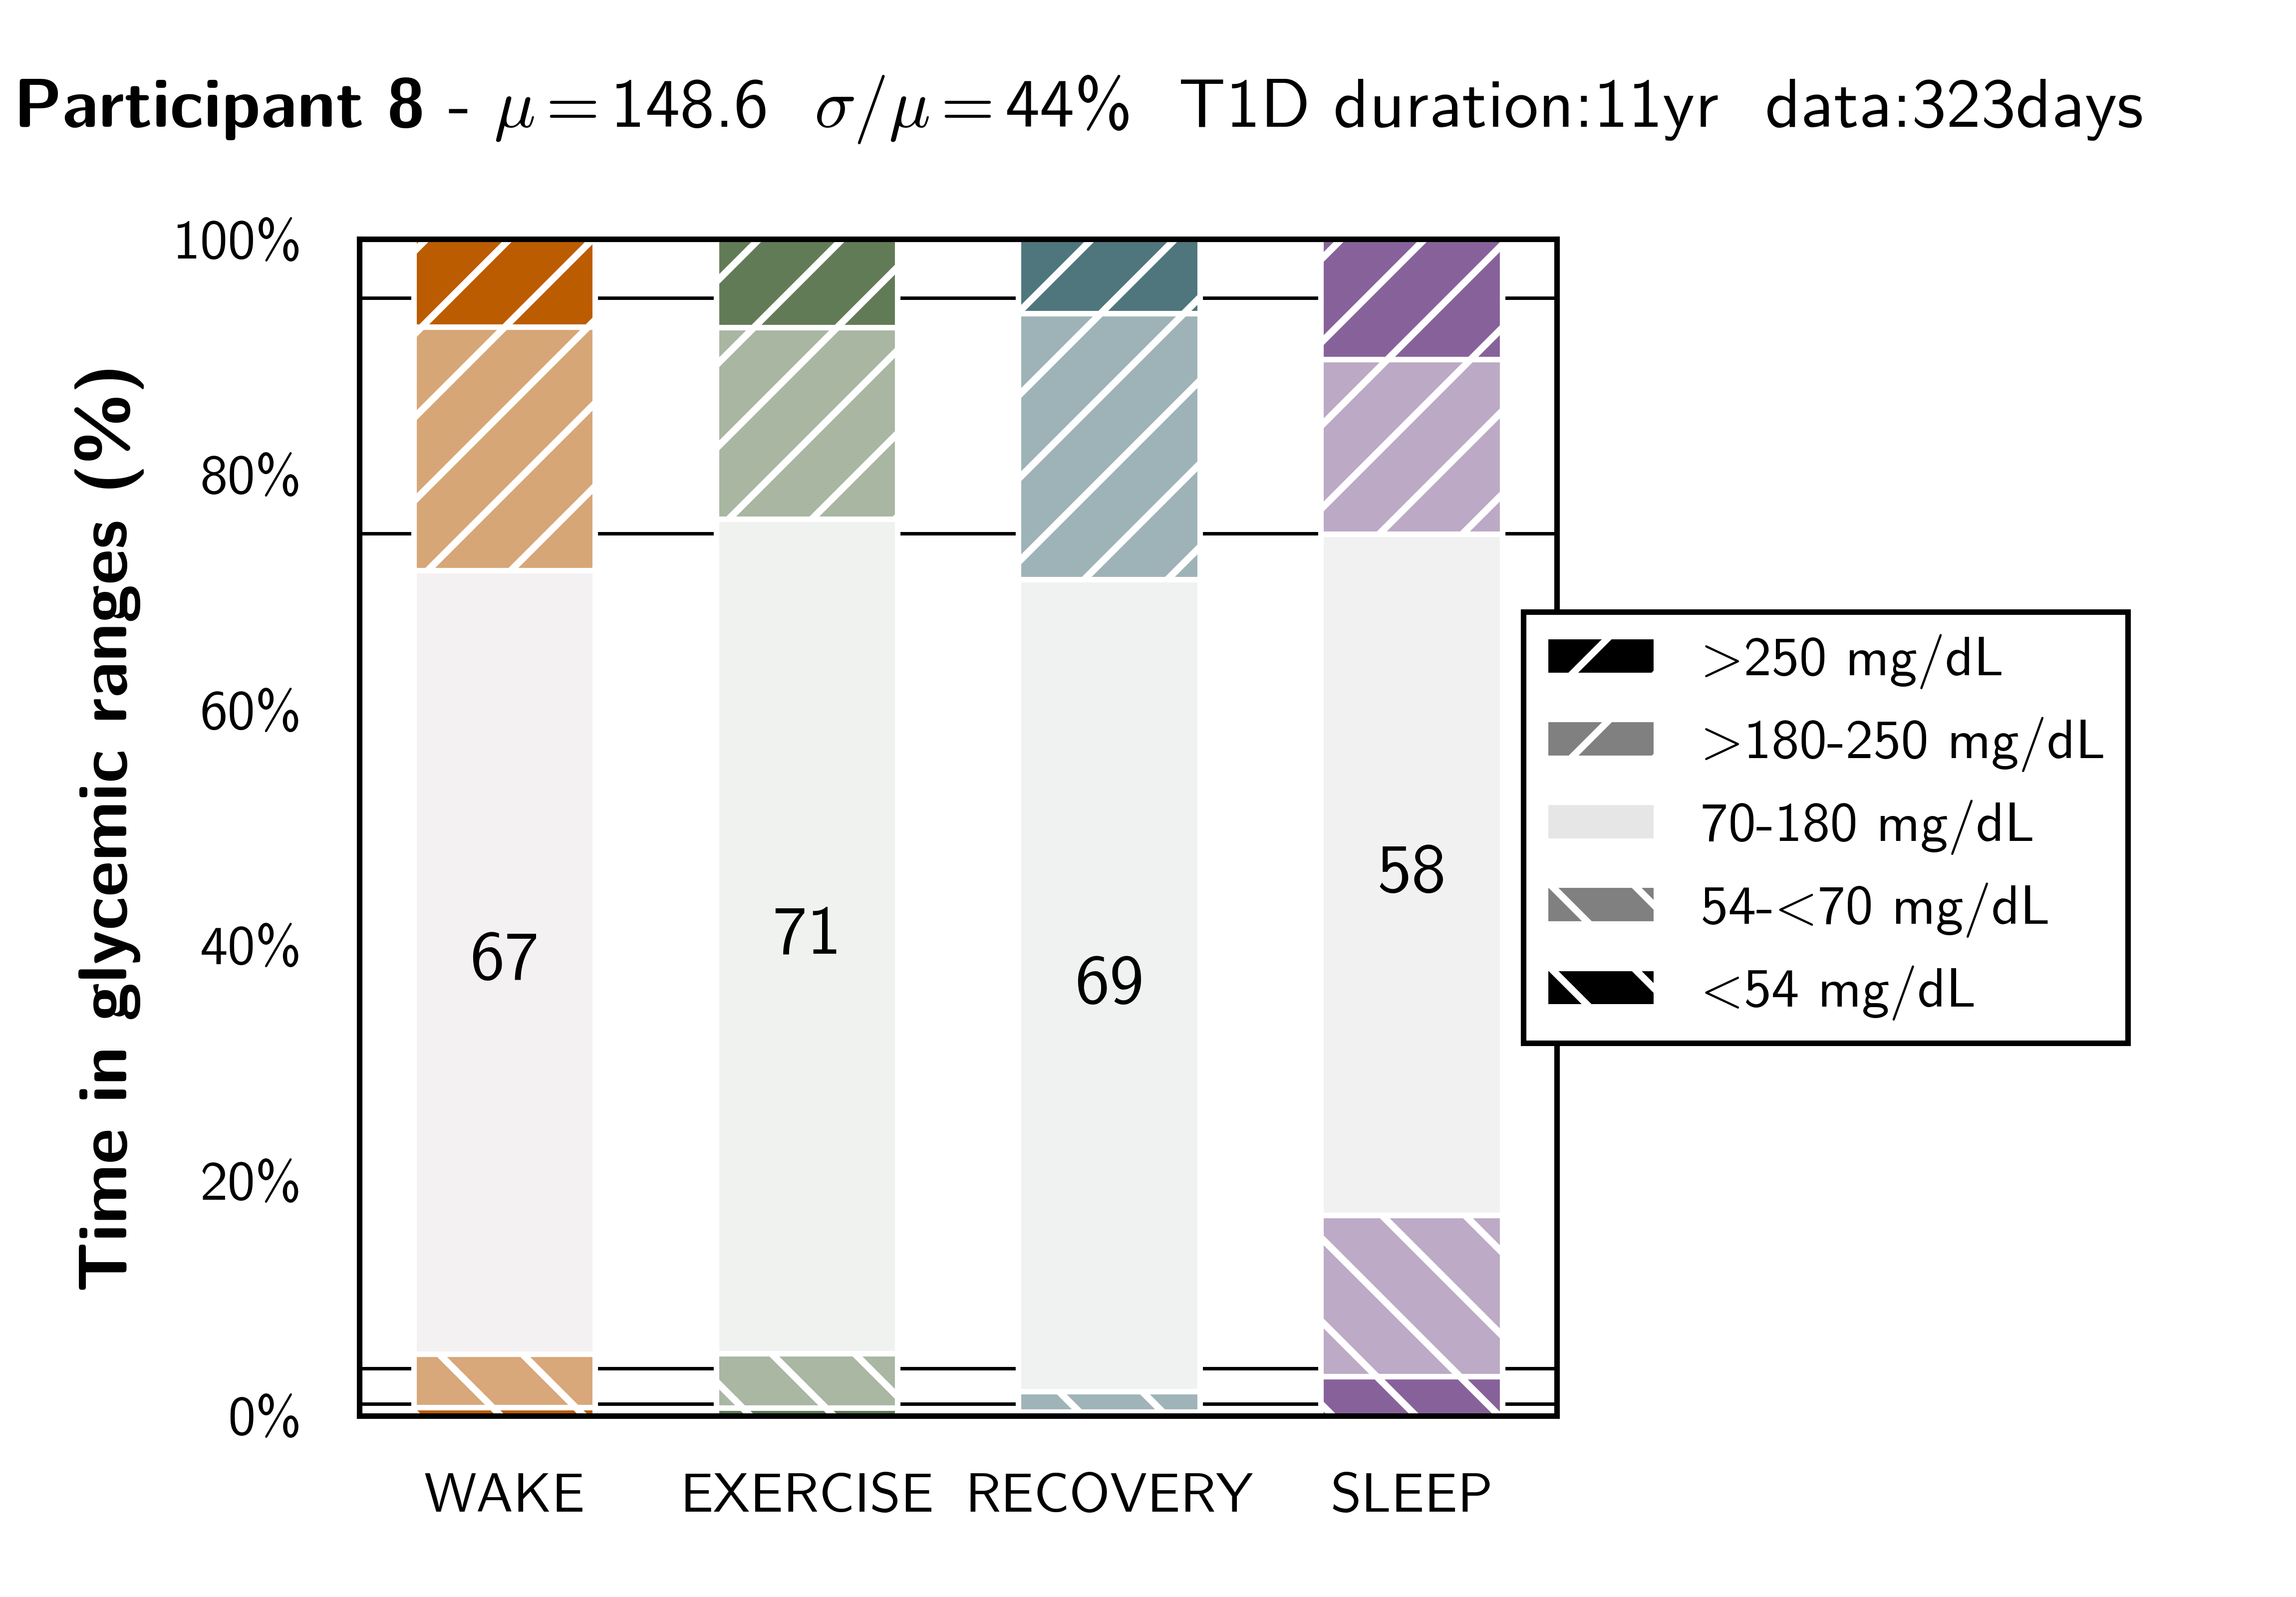 Participant 8 - μ = 148.6 σ/μ = 44% T1D duration:11yr data:323days
Time in glycemic ranges (%)
100%
80%
60%
40%
20%
0%
67
71
69
58
WAKE
EXERCISE
RECOVERY
SLEEP
>250 mg/dL
>180-250 mg/dL
70-180 mg/dL
54-<70 mg/dL
<54 mg/dL